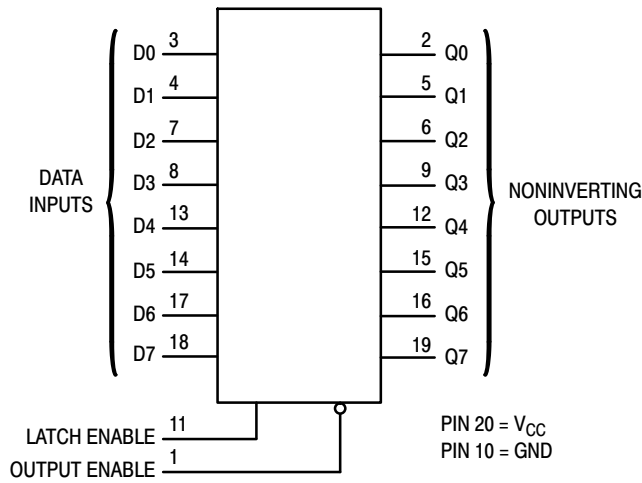 D0 3
D1 4
D2 7
D3 8
D4 13
D5 14
D6 17
D7 18
DATA
INPUTS
2 Q0
5 Q1
6 Q2
9 Q3
12 Q4
15 Q5
16 Q6
19 Q7
NONINVERTING
OUTPUTS
LATCH ENABLE 11
OUTPUT ENABLE 1
PIN 20 = VCC
PIN 10 = GND